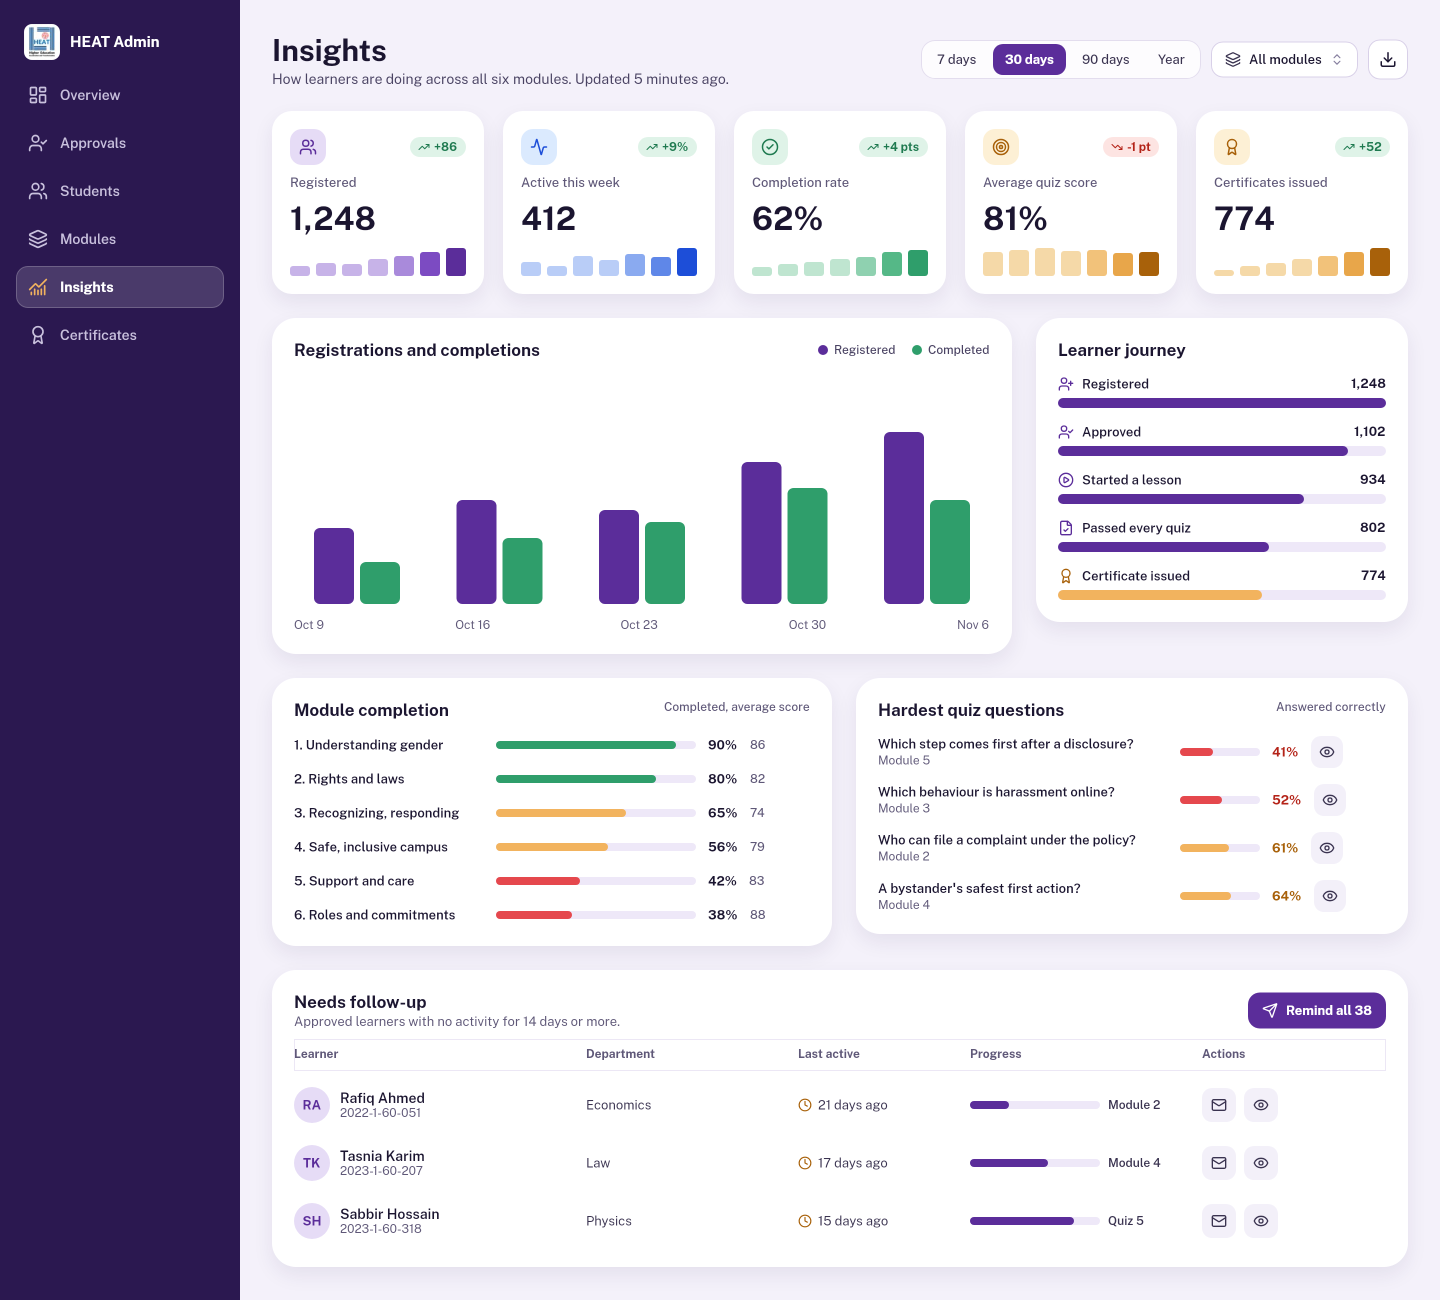 HEAT
HEAT Admin
Overview
Approvals
Students
Modules
Insights
Certificates
Insights
How learners are doing across all six modules. Updated 5 minutes ago.
7 days
30 days
90 days
Year
All modules
+86
Registered
1,248
+9%
Active this week
412
+4 pts
Completion rate
62%
-1 pt
Average quiz score
81%
+52
Certificates issued
774
Registrations and completions
Registered
Completed
Oct 9
Oct 16
Oct 23
Oct 30
Nov 6
Learner journey
Registered 1,248
Approved 1,102
Started a lesson 934
Passed every quiz 802
Certificate issued 774
Module completion
Completed, average score
1. Understanding gender 90% 86
2. Rights and laws 80% 82
3. Recognizing, responding 65% 74
4. Safe, inclusive campus 56% 79
5. Support and care 42% 83
6. Roles and commitments 38% 88
Hardest quiz questions
Answered correctly
Which step comes first after a disclosure?
Module 5
41%
Which behaviour is harassment online?
Module 3
52%
Who can file a complaint under the policy?
Module 2
61%
A bystander's safest first action?
Module 4
64%
Needs follow-up
Approved learners with no activity for 14 days or more.
Remind all 38
Learner Department Last active Progress Actions
RA
Rafiq Ahmed
2022-1-60-051
Economics
21 days ago
Module 2
TK
Tasnia Karim
2023-1-60-207
Law
17 days ago
Module 4
SH
Sabbir Hossain
2023-1-60-318
Physics
15 days ago
Quiz 5